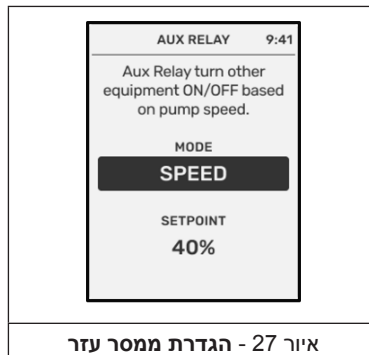 AUX RELAY 9:41
Aux Relay turn other
equipment ON/OFF based
on pump speed.
MODE
SPEED
SETPOINT
40%
איור 27 - הגדרת ממסר עזר